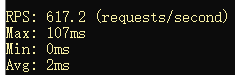 RPS: 617.2 (requests/second)
Max: 107ms
Min: 0ms
Avg: 2ms